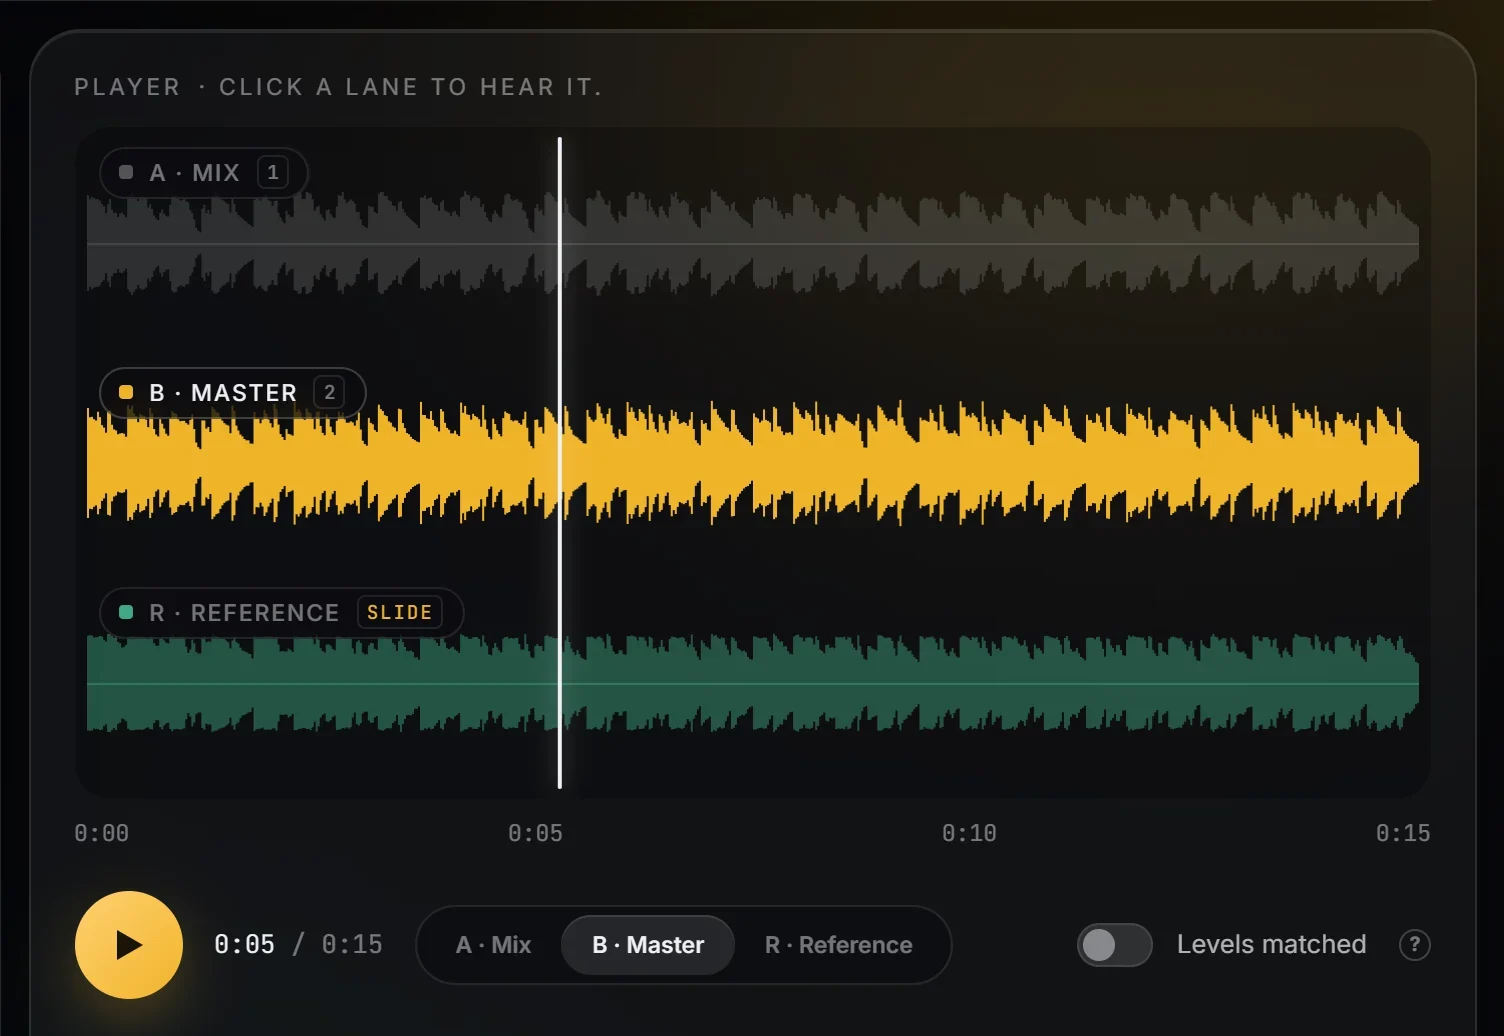 PLAYER · CLICK A LANE TO HEAR IT.
A · MIX 1
B · MASTER 2
R · REFERENCE SLIDE
0:00 0:05 0:10 0:15
0:05 / 0:15 A · Mix B · Master R · Reference Levels matched ?